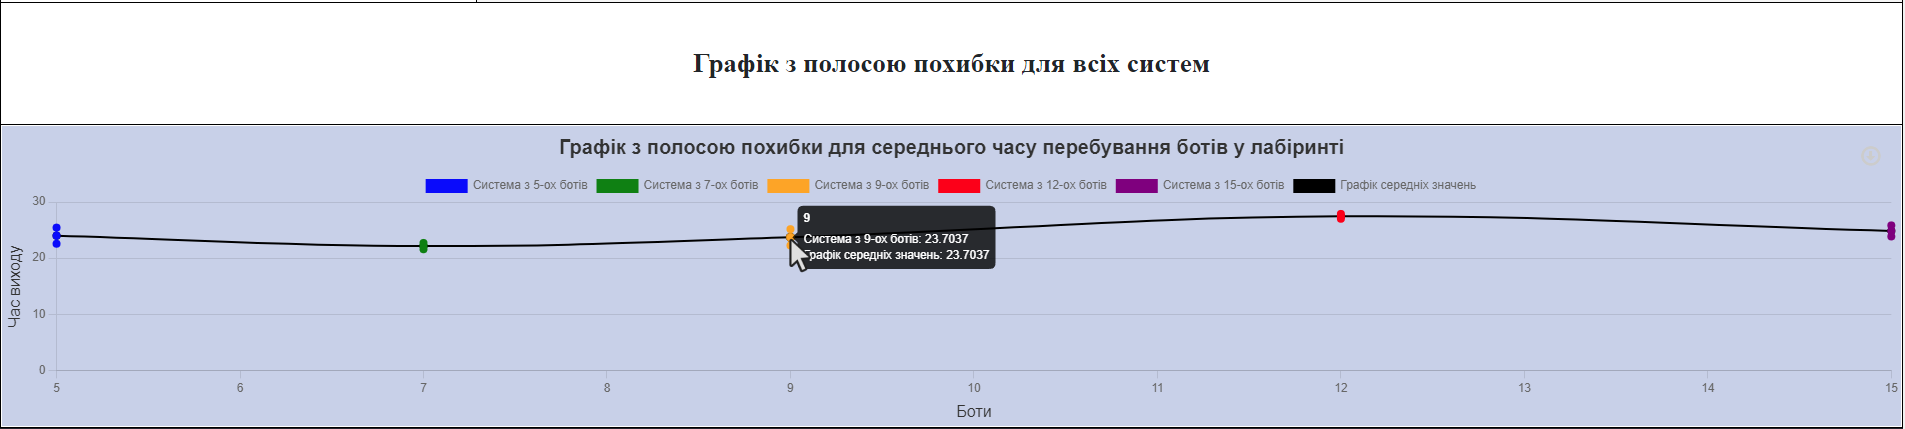 Графік з полосою похибки для всіх систем
Графік з полосою похибки для середнього часу перебування ботів у лабіринті
Система з 5-ох ботів Система з 7-ох ботів Система з 9-ох ботів Система з 12-ох ботів Система з 15-ох ботів Графік середніх значень
30
20
10
0
Час виходу
9
Система з 9-ох ботів: 23.7037
Графік середніх значень: 23.7037
5 6 7 8 9 10 11 12 13 14 15
Боти